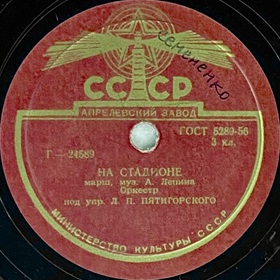 СССР
Семененко
АПРЕЛЕВСКИЙ ЗАВОД
ГОСТ 5289-56
3 кл.
Г—24589
НА СТАДИОНЕ
марш, муз. А. Лепина
Оркестр
под упр. Л. П. ПЯТИГОРСКОГО
МИНИСТЕРСТВО КУЛЬТУРЫ СССР